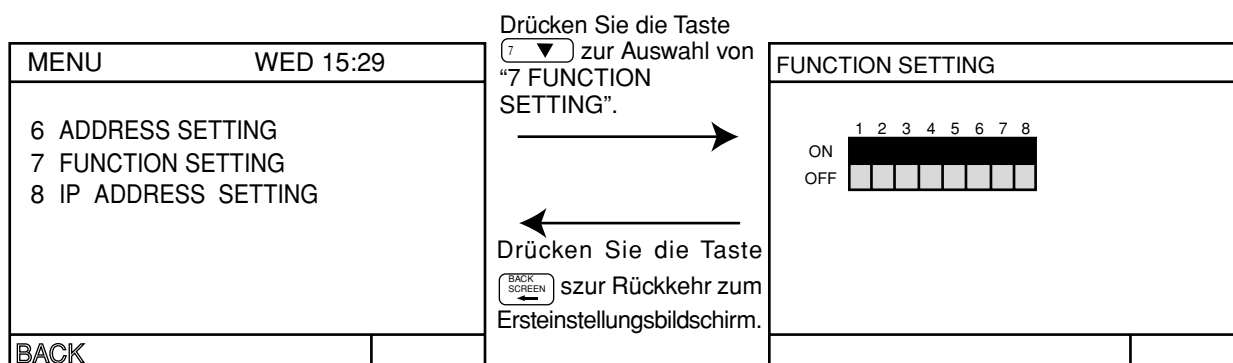 MENU WED 15:29
6 ADDRESS SETTING
7 FUNCTION SETTING
8 IP ADDRESS SETTING
BACK
Drücken Sie die Taste
7 ▼ zur Auswahl von
“7 FUNCTION
SETTING”.
Drücken Sie die Taste
BACK
SCREEN
szur Rückkehr zum
Ersteinstellungsbildschirm.
FUNCTION SETTING
1 2 3 4 5 6 7 8
ON
OFF